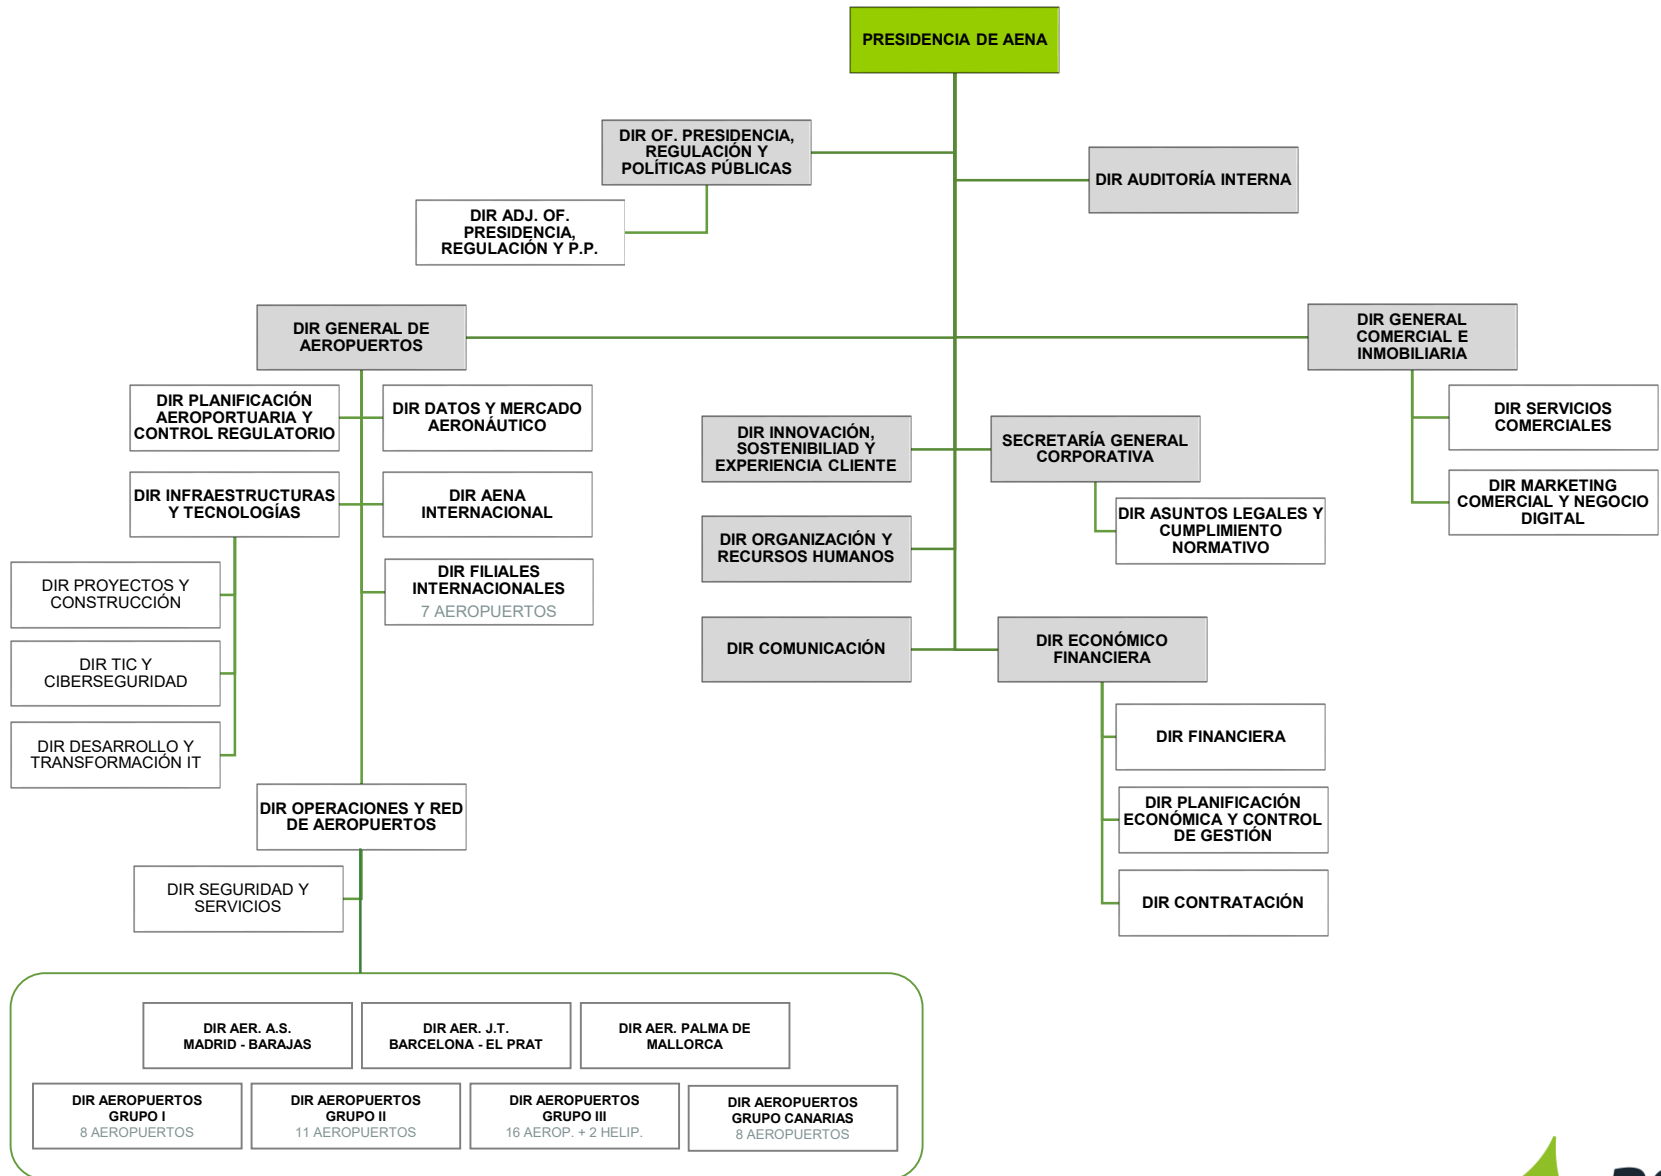 PRESIDENCIA DE AENA
DIR OF. PRESIDENCIA,
REGULACIÓN Y
POLÍTICAS PÚBLICAS
DIR AUDITORÍA INTERNA
DIR ADJ. OF.
PRESIDENCIA,
REGULACIÓN Y P.P.
DIR GENERAL DE
AEROPUERTOS
DIR GENERAL
COMERCIAL E
INMOBILIARIA
DIR PLANIFICACIÓN
AEROPORTUARIA Y
CONTROL REGULATORIO
DIR DATOS Y MERCADO
AERONÁUTICO
DIR INNOVACIÓN,
SOSTENIBILIAD Y
EXPERIENCIA CLIENTE
SECRETARÍA GENERAL
CORPORATIVA
DIR SERVICIOS
COMERCIALES
DIR INFRAESTRUCTURAS
Y TECNOLOGÍAS
DIR AENA
INTERNACIONAL
DIR MARKETING
COMERCIAL Y NEGOCIO
DIGITAL
DIR ORGANIZACIÓN Y
RECURSOS HUMANOS
DIR ASUNTOS LEGALES Y
CUMPLIMIENTO
NORMATIVO
DIR PROYECTOS Y
CONSTRUCCIÓN
DIR FILIALES
INTERNACIONALES
7 AEROPUERTOS
DIR TIC Y
CIBERSEGURIDAD
DIR COMUNICACIÓN
DIR ECONÓMICO
FINANCIERA
DIR DESARROLLO Y
TRANSFORMACIÓN IT
DIR FINANCIERA
DIR OPERACIONES Y RED
DE AEROPUERTOS
DIR PLANIFICACIÓN
ECONÓMICA Y CONTROL
DE GESTIÓN
DIR SEGURIDAD Y
SERVICIOS
DIR CONTRATACIÓN
DIR AER. A.S.
MADRID - BARAJAS
DIR AER. J.T.
BARCELONA - EL PRAT
DIR AER. PALMA DE
MALLORCA
DIR AEROPUERTOS
GRUPO I
8 AEROPUERTOS
DIR AEROPUERTOS
GRUPO II
11 AEROPUERTOS
DIR AEROPUERTOS
GRUPO III
16 AEROP. + 2 HELIP.
DIR AEROPUERTOS
GRUPO CANARIAS
8 AEROPUERTOS